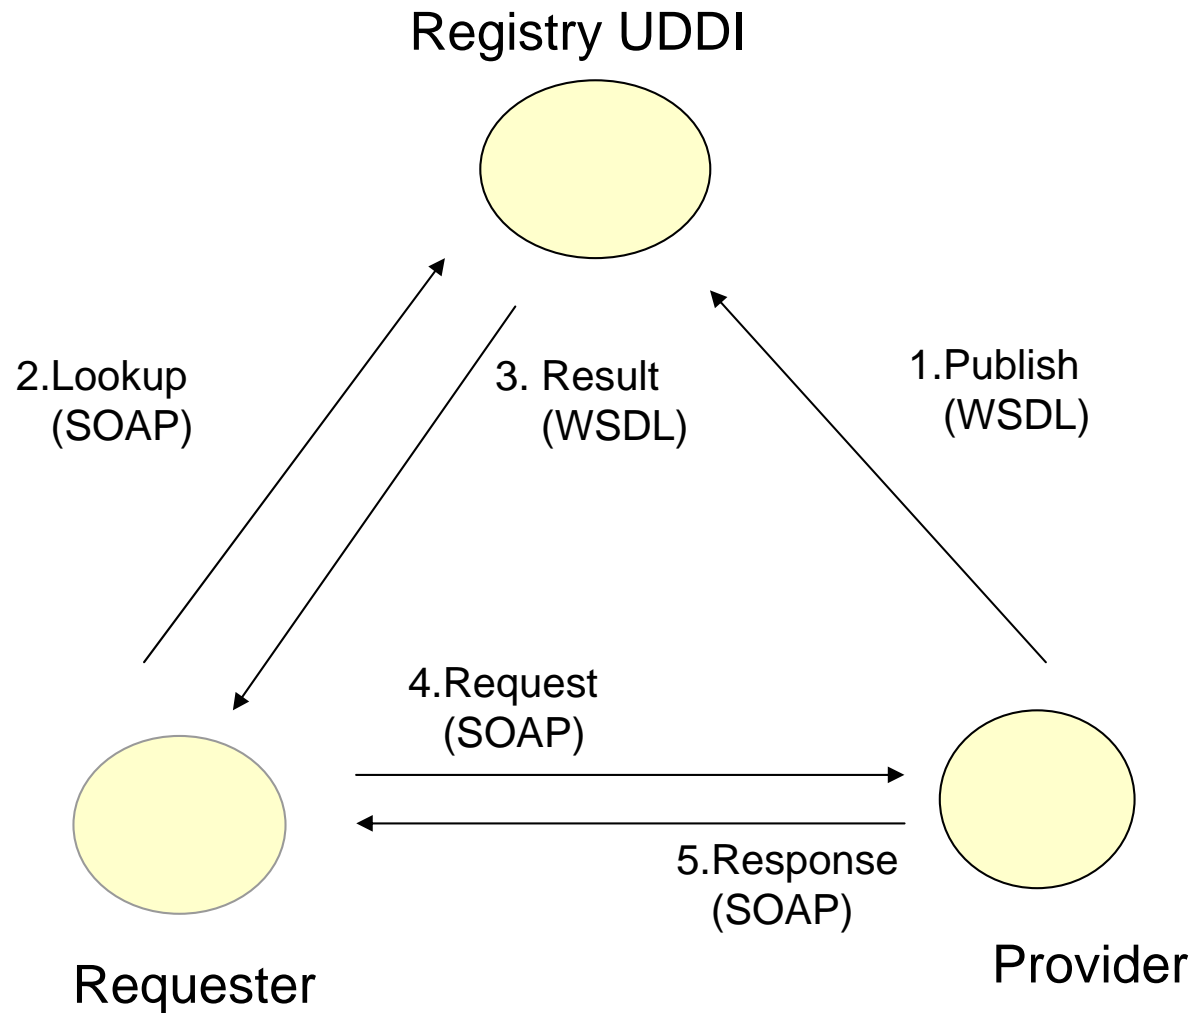 Registry UDDI
2.Lookup
(SOAP)
3. Result
(WSDL)
1.Publish
(WSDL)
4.Request
(SOAP)
5.Response
(SOAP)
Requester
Provider